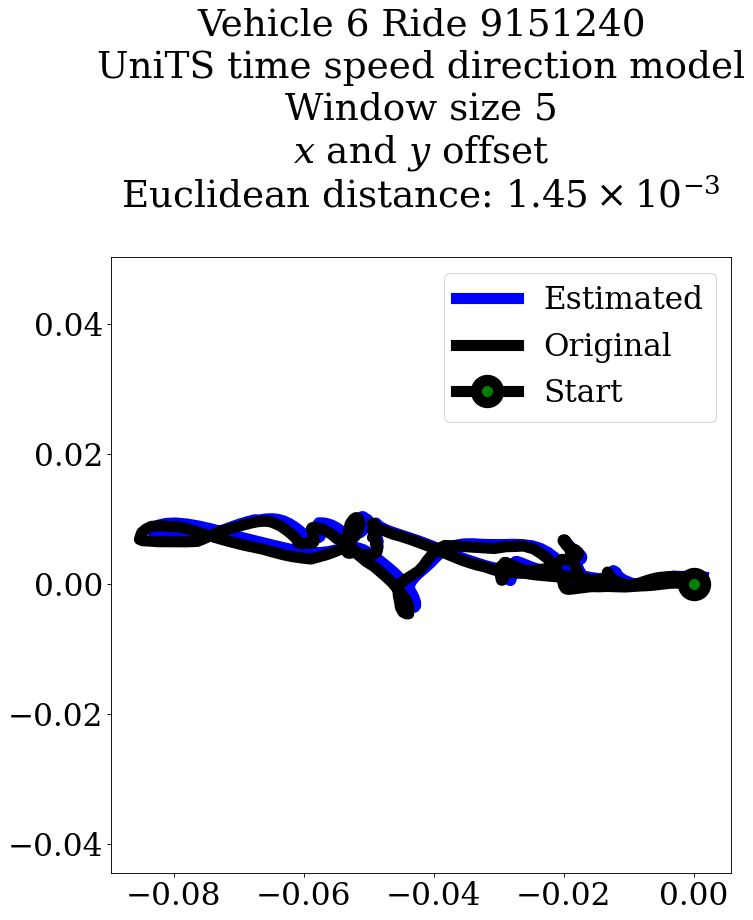 Vehicle 6 Ride 9151240
UniTS time speed direction model
Window size 5
x and y offset
Euclidean distance: 1.45 × 10⁻³
Estimated
Original
Start
0.04
0.02
0.00
−0.02
−0.04
−0.08 −0.06 −0.04 −0.02 0.00